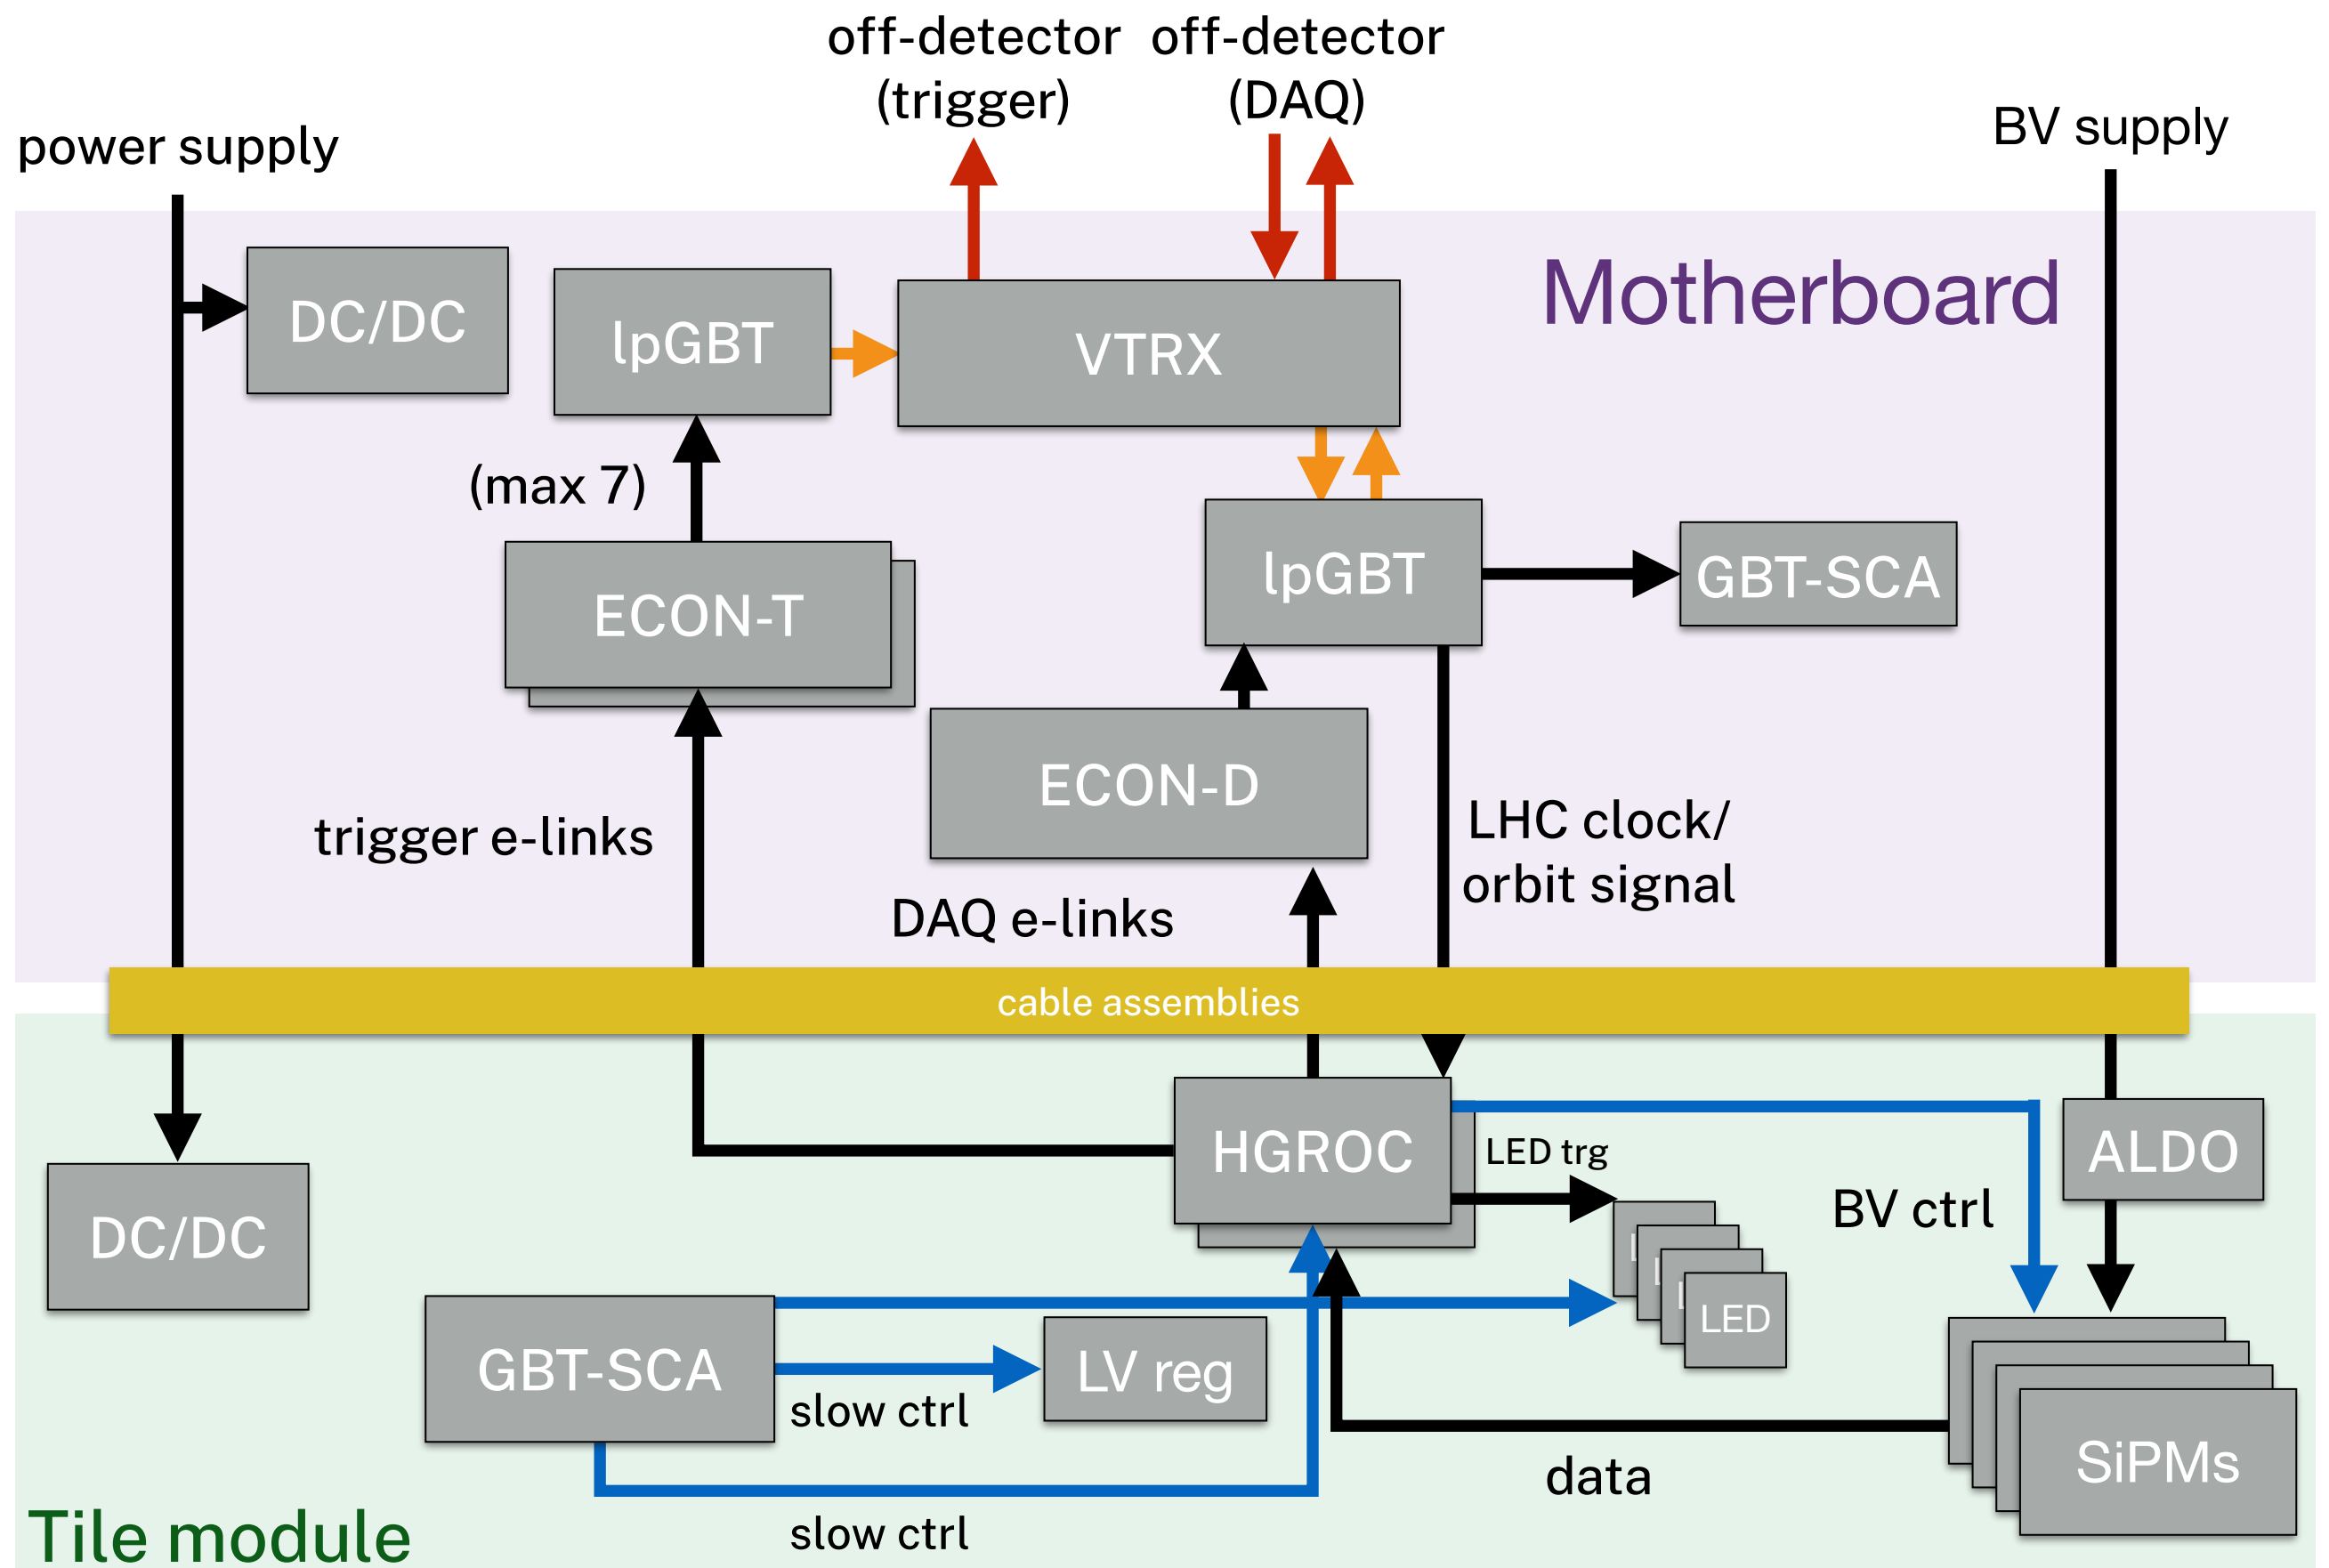 off-detector
(trigger)
off-detector
(DAQ)
power supply
BV supply
Motherboard
DC/DC
lpGBT
VTRX
(max 7)
lpGBT
GBT-SCA
ECON-T
ECON-D
trigger e-links
LHC clock/
orbit signal
DAQ e-links
cable assemblies
HGROC
LED trg
ALDO
BV ctrl
DC/DC
LED
GBT-SCA
LV reg
slow ctrl
SiPMs
data
slow ctrl
Tile module